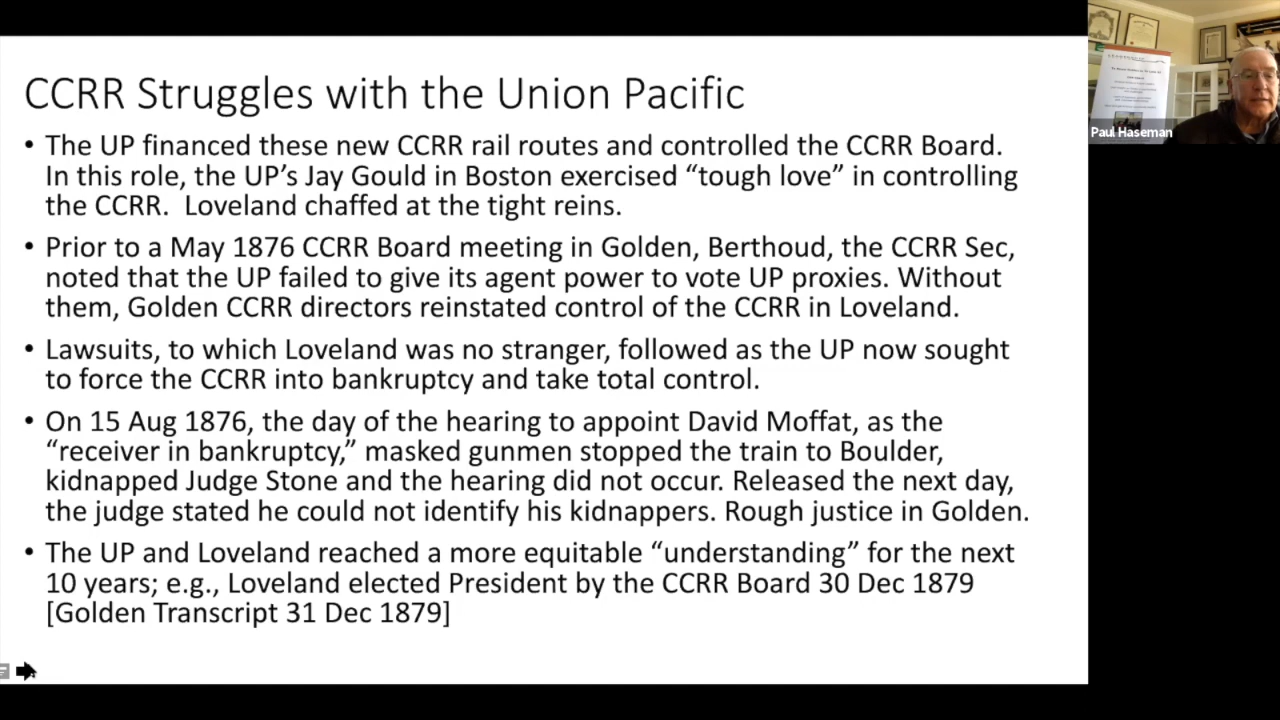 CCRR Struggles with the Union Pacific
• The UP financed these new CCRR rail routes and controlled the CCRR Board.
In this role, the UP’s Jay Gould in Boston exercised “tough love” in controlling
the CCRR. Loveland chaffed at the tight reins.
• Prior to a May 1876 CCRR Board meeting in Golden, Berthoud, the CCRR Sec,
noted that the UP failed to give its agent power to vote UP proxies. Without
them, Golden CCRR directors reinstated control of the CCRR in Loveland.
• Lawsuits, to which Loveland was no stranger, followed as the UP now sought
to force the CCRR into bankruptcy and take total control.
• On 15 Aug 1876, the day of the hearing to appoint David Moffat, as the
“receiver in bankruptcy,” masked gunmen stopped the train to Boulder,
kidnapped Judge Stone and the hearing did not occur. Released the next day,
the judge stated he could not identify his kidnappers. Rough justice in Golden.
• The UP and Loveland reached a more equitable “understanding” for the next
10 years; e.g., Loveland elected President by the CCRR Board 30 Dec 1879
[Golden Transcript 31 Dec 1879]
Paul Haseman